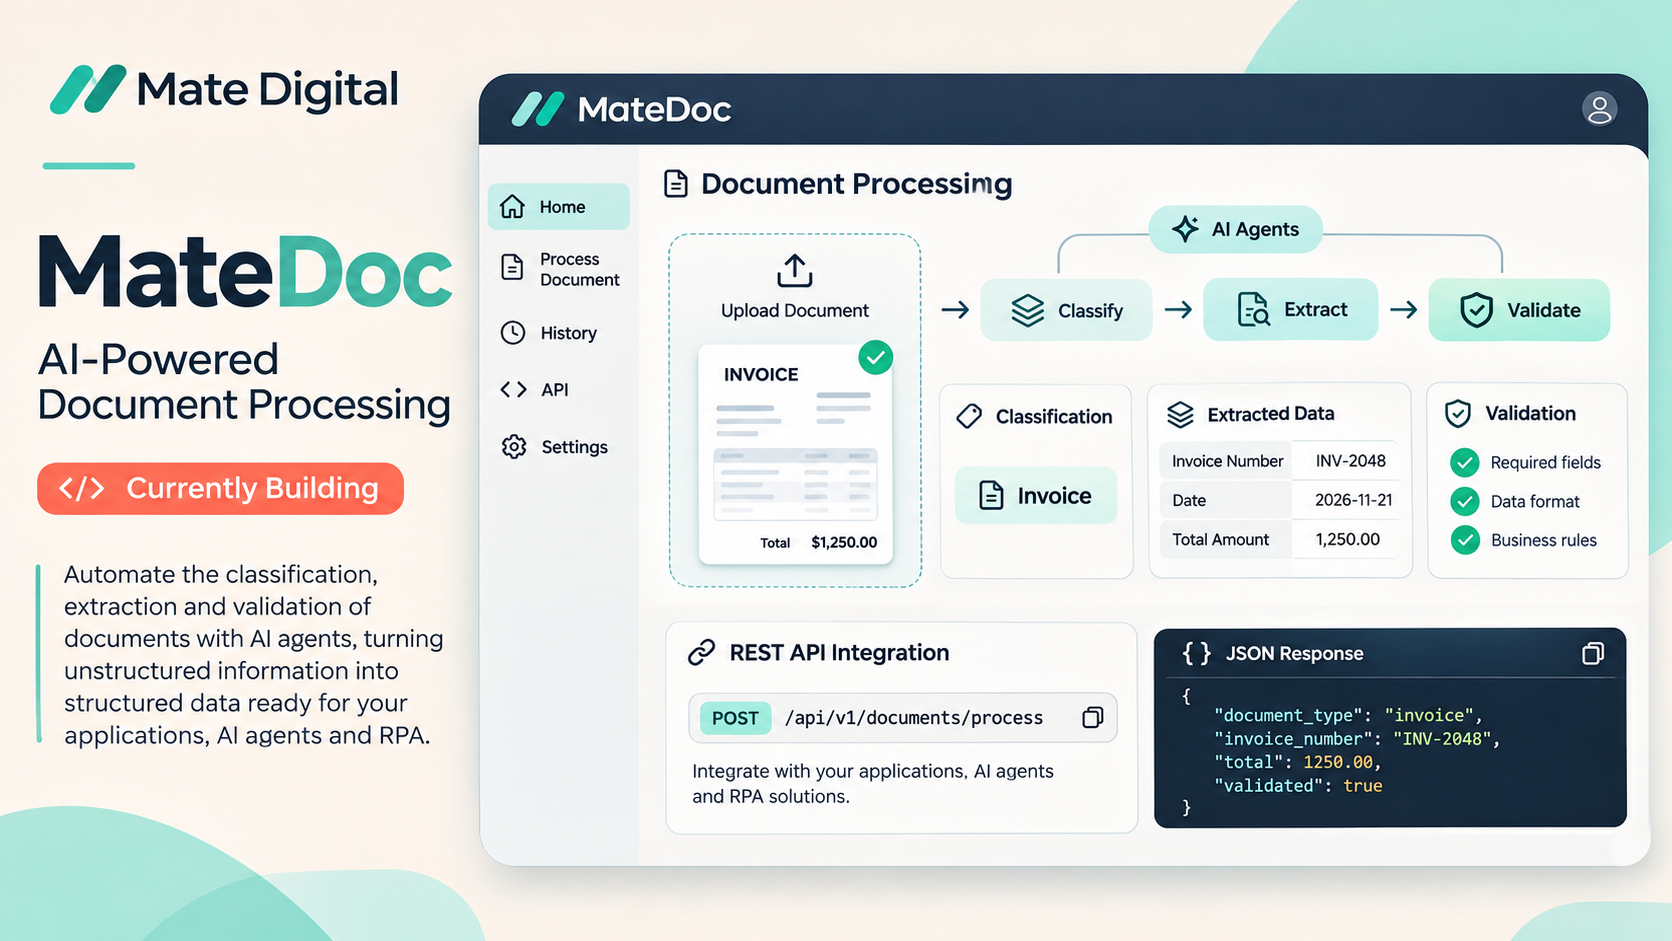 Mate Digital
MateDoc
AI-Powered
Document Processing
</> Currently Building
Automate the classification,
extraction and validation of
documents with AI agents, turning
unstructured information into
structured data ready for your
applications, AI agents and RPA.
MateDoc
Home
Process
Document
History
API
Settings
Document Processing
Upload Document
INVOICE
Total $1,250.00
AI Agents
Classify
Extract
Validate
Classification
Invoice
Extracted Data
Invoice Number INV-2048
Date 2026-11-21
Total Amount 1,250.00
Validation
Required fields
Data format
Business rules
REST API Integration
POST /api/v1/documents/process
Integrate with your applications, AI agents
and RPA solutions.
{ } JSON Response
{
"document_type": "invoice",
"invoice_number": "INV-2048",
"total": 1250.00,
"validated": true
}